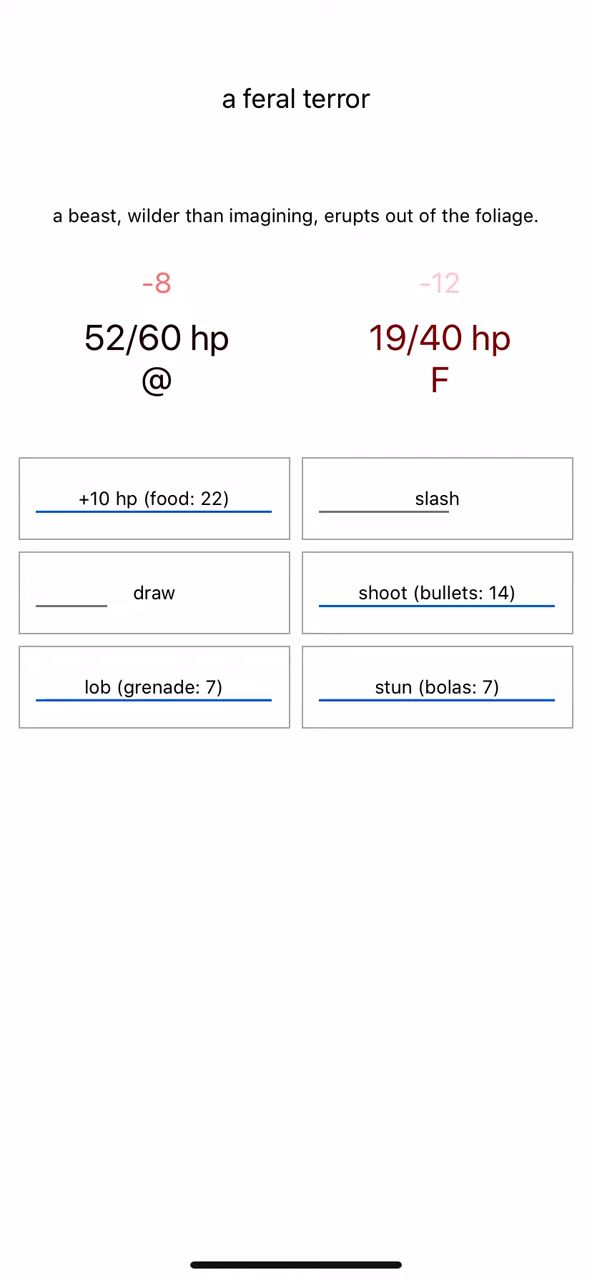 a feral terror
a beast, wilder than imagining, erupts out of the foliage.
-8
-12
52/60 hp
19/40 hp
@
F
+10 hp (food: 22)
slash
draw
shoot (bullets: 14)
lob (grenade: 7)
stun (bolas: 7)